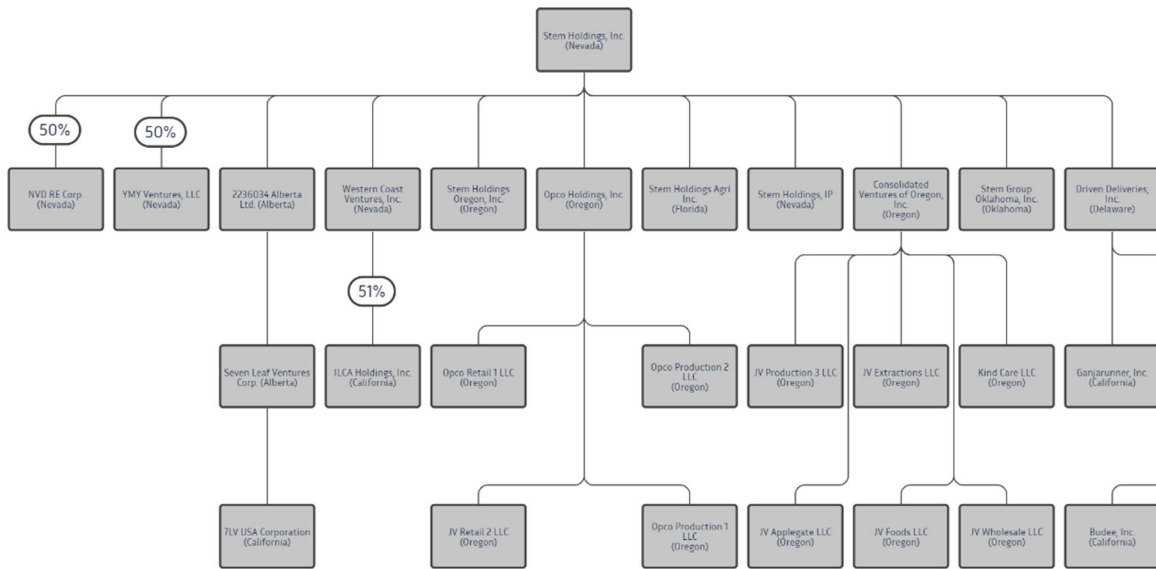 Stem Holdings, Inc.
(Nevada)
50%
50%
NVD RE Corp.
(Nevada)
YMY Ventures, LLC
(Nevada)
2236034 Alberta
Ltd. (Alberta)
Western Coast
Ventures, Inc.
(Nevada)
Stem Holdings
Oregon, Inc.
(Oregon)
Opco Holdings, Inc.
(Oregon)
Stem Holdings Agri
Inc.
(Florida)
Stem Holdings, IP
(Nevada)
Consolidated
Ventures of Oregon,
Inc.
(Oregon)
Stem Group
Oklahoma, Inc.
(Oklahoma)
Driven Deliveries,
Inc.
(Delaware)
51%
Seven Leaf Ventures
Corp. (Alberta)
ILCA Holdings, Inc.
(California)
Opco Retail 1 LLC
(Oregon)
Opco Production 2
LLC
(Oregon)
JV Production 3 LLC
(Oregon)
JV Extractions LLC
(Oregon)
Kind Care LLC
(Oregon)
Ganjarunner, Inc.
(California)
7LV USA Corporation
(California)
JV Retail 2 LLC
(Oregon)
Opco Production 1
LLC
(Oregon)
JV Applegate LLC
(Oregon)
JV Foods LLC
(Oregon)
JV Wholesale LLC
(Oregon)
Budee, Inc.
(California)